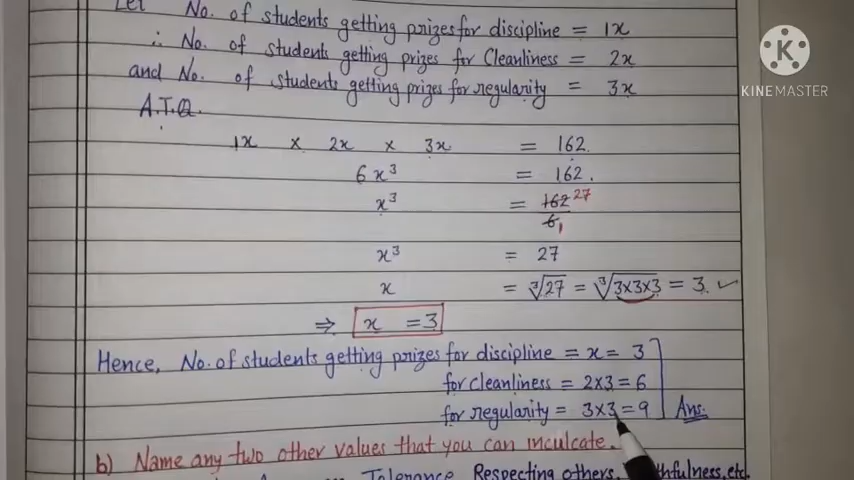 Let No. of students getting prizes for discipline = 1x
∴ No. of students getting prizes for Cleanliness = 2x
and No. of students getting prizes for regularity = 3x
A.T.Q.
1x × 2x × 3x = 162
6x³ = 162.
x³ = 162 27
6 1
x³ = 27
x = ∛27 = ∛3×3×3 = 3. ✓
⇒ x = 3
Hence, No. of students getting prizes for discipline = x = 3
for cleanliness = 2×3 = 6
for regularity = 3×3 = 9 Ans.
b) Name any two other values that you can inculcate.
Tolerance, Respecting others, etc.
K
KINEMASTER